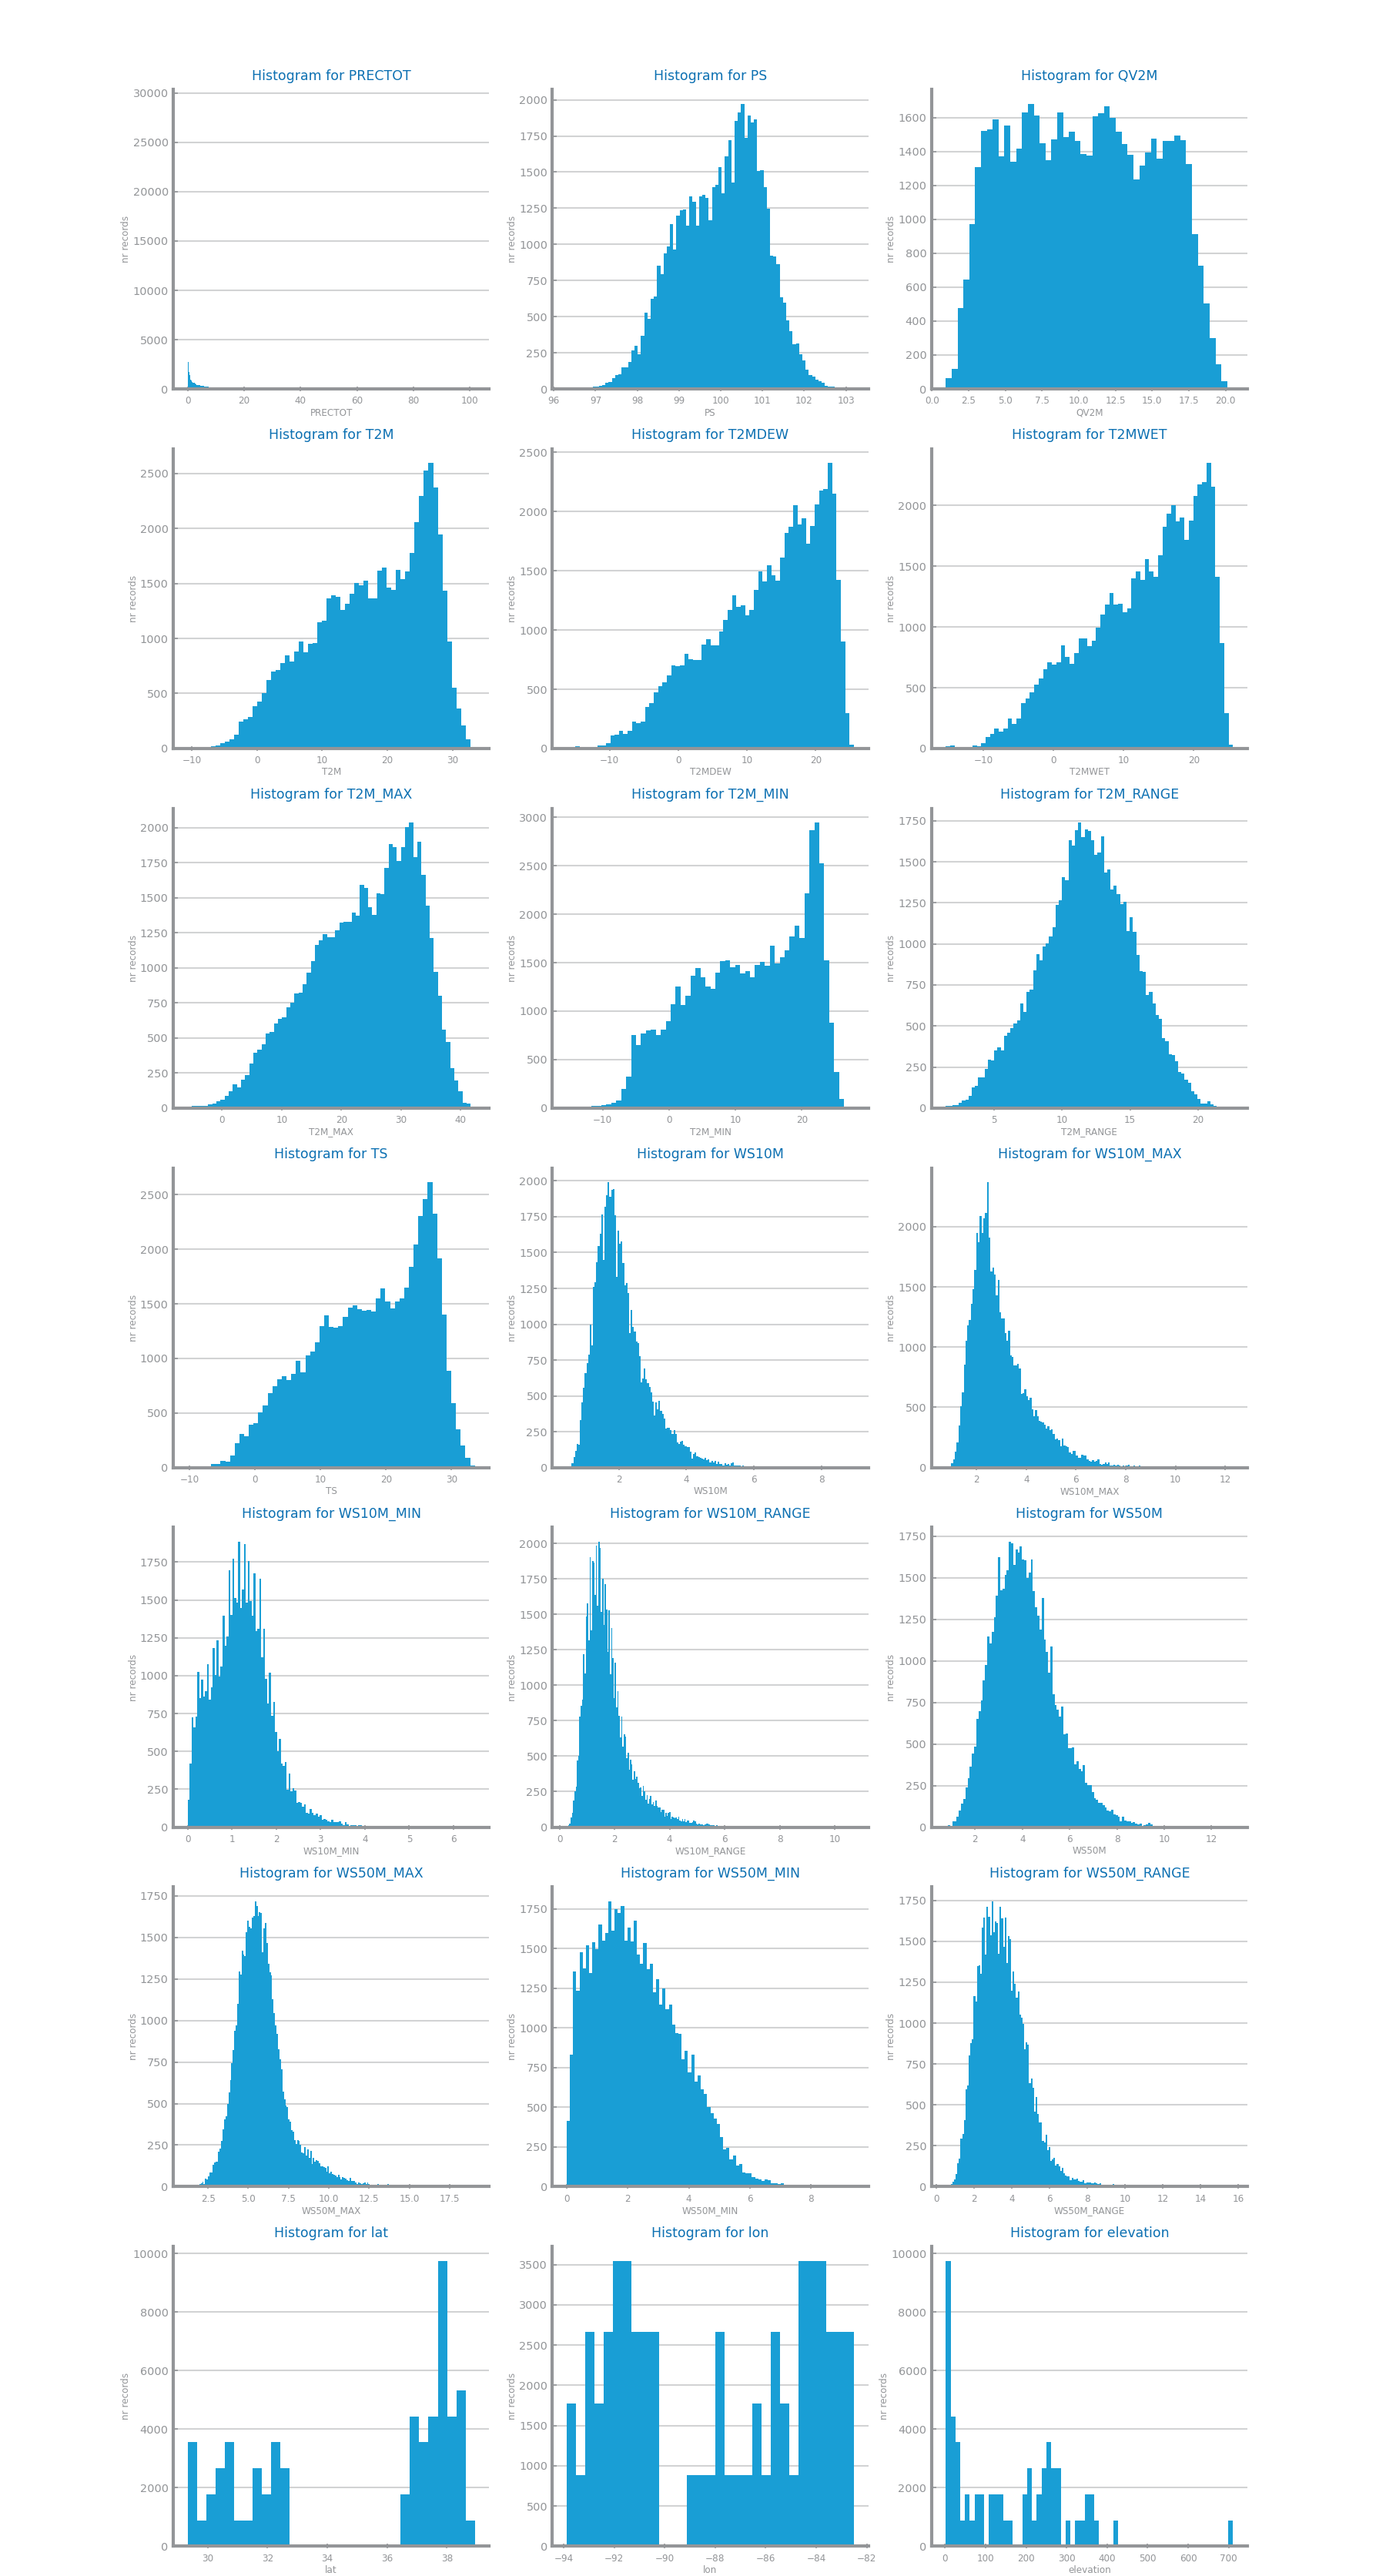 Histogram for PRECTOT
30000
25000
20000
15000
10000
5000
0
nr records
0 20 40 60 80 100
PRECTOT
Histogram for PS
2000
1750
1500
1250
1000
750
500
250
0
nr records
96 97 98 99 100 101 102 103
PS
Histogram for QV2M
1600
1400
1200
1000
800
600
400
200
0
nr records
0.0 2.5 5.0 7.5 10.0 12.5 15.0 17.5 20.0
QV2M
Histogram for T2M
2500
2000
1500
1000
500
0
nr records
−10 0 10 20 30
T2M
Histogram for T2MDEW
2500
2000
1500
1000
500
0
nr records
−10 0 10 20
T2MDEW
Histogram for T2MWET
2000
1500
1000
500
0
nr records
−10 0 10 20
T2MWET
Histogram for T2M_MAX
2000
1750
1500
1250
1000
750
500
250
0
nr records
0 10 20 30 40
T2M_MAX
Histogram for T2M_MIN
3000
2500
2000
1500
1000
500
0
nr records
−10 0 10 20
T2M_MIN
Histogram for T2M_RANGE
1750
1500
1250
1000
750
500
250
0
nr records
5 10 15 20
T2M_RANGE
Histogram for TS
2500
2000
1500
1000
500
0
nr records
−10 0 10 20 30
TS
Histogram for WS10M
2000
1750
1500
1250
1000
750
500
250
0
nr records
2 4 6 8
WS10M
Histogram for WS10M_MAX
2000
1500
1000
500
0
nr records
2 4 6 8 10 12
WS10M_MAX
Histogram for WS10M_MIN
1750
1500
1250
1000
750
500
250
0
nr records
0 1 2 3 4 5 6
WS10M_MIN
Histogram for WS10M_RANGE
2000
1750
1500
1250
1000
750
500
250
0
nr records
0 2 4 6 8 10
WS10M_RANGE
Histogram for WS50M
1750
1500
1250
1000
750
500
250
0
nr records
2 4 6 8 10 12
WS50M
Histogram for WS50M_MAX
1750
1500
1250
1000
750
500
250
0
nr records
2.5 5.0 7.5 10.0 12.5 15.0 17.5
WS50M_MAX
Histogram for WS50M_MIN
1750
1500
1250
1000
750
500
250
0
nr records
0 2 4 6 8
WS50M_MIN
Histogram for WS50M_RANGE
1750
1500
1250
1000
750
500
250
0
nr records
0 2 4 6 8 10 12 14 16
WS50M_RANGE
Histogram for lat
10000
8000
6000
4000
2000
0
nr records
30 32 34 36 38
lat
Histogram for lon
3500
3000
2500
2000
1500
1000
500
0
nr records
−94 −92 −90 −88 −86 −84 −82
lon
Histogram for elevation
10000
8000
6000
4000
2000
0
nr records
0 100 200 300 400 500 600 700
elevation